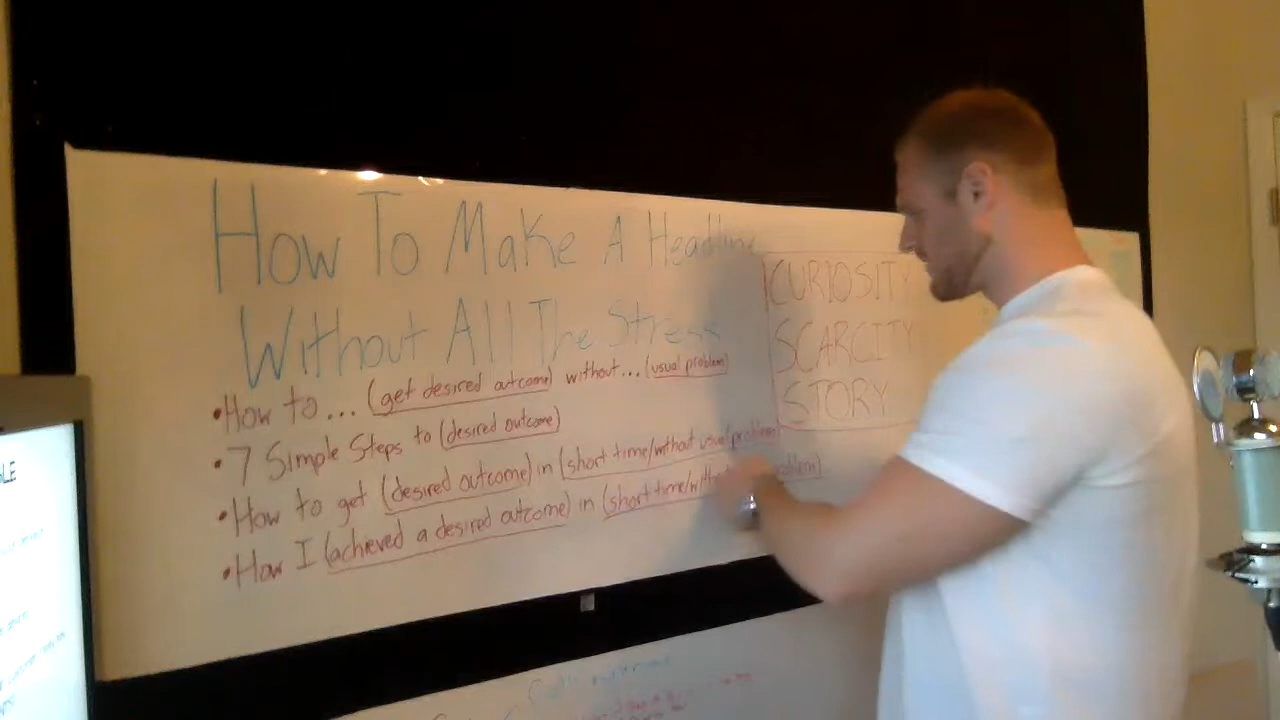 How To Make A Headline
Without All The Stress
•How to... (get desired outcome) without... (usual problem)
•7 Simple Steps to (desired outcome)
•How to get (desired outcome) in (short time/without usual problem)
•How I (achieved a desired outcome) in (short time/with problem)
CURIOSITY
SCARCITY
STORY